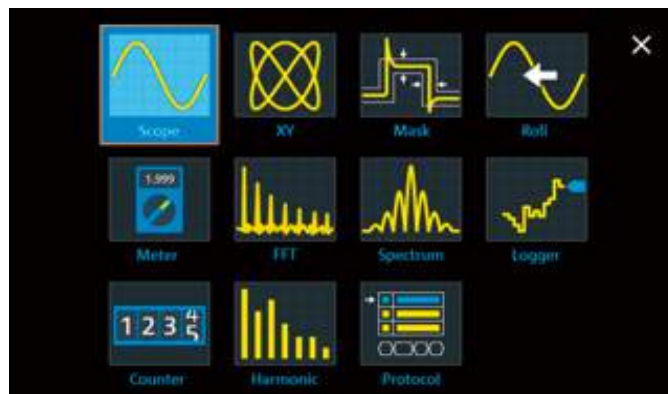 Scope
XY
Mask
Roll
1.999
Meter
FFT
Spectrum
Logger
1 2 3 4 5
Counter
Harmonic
Protocol